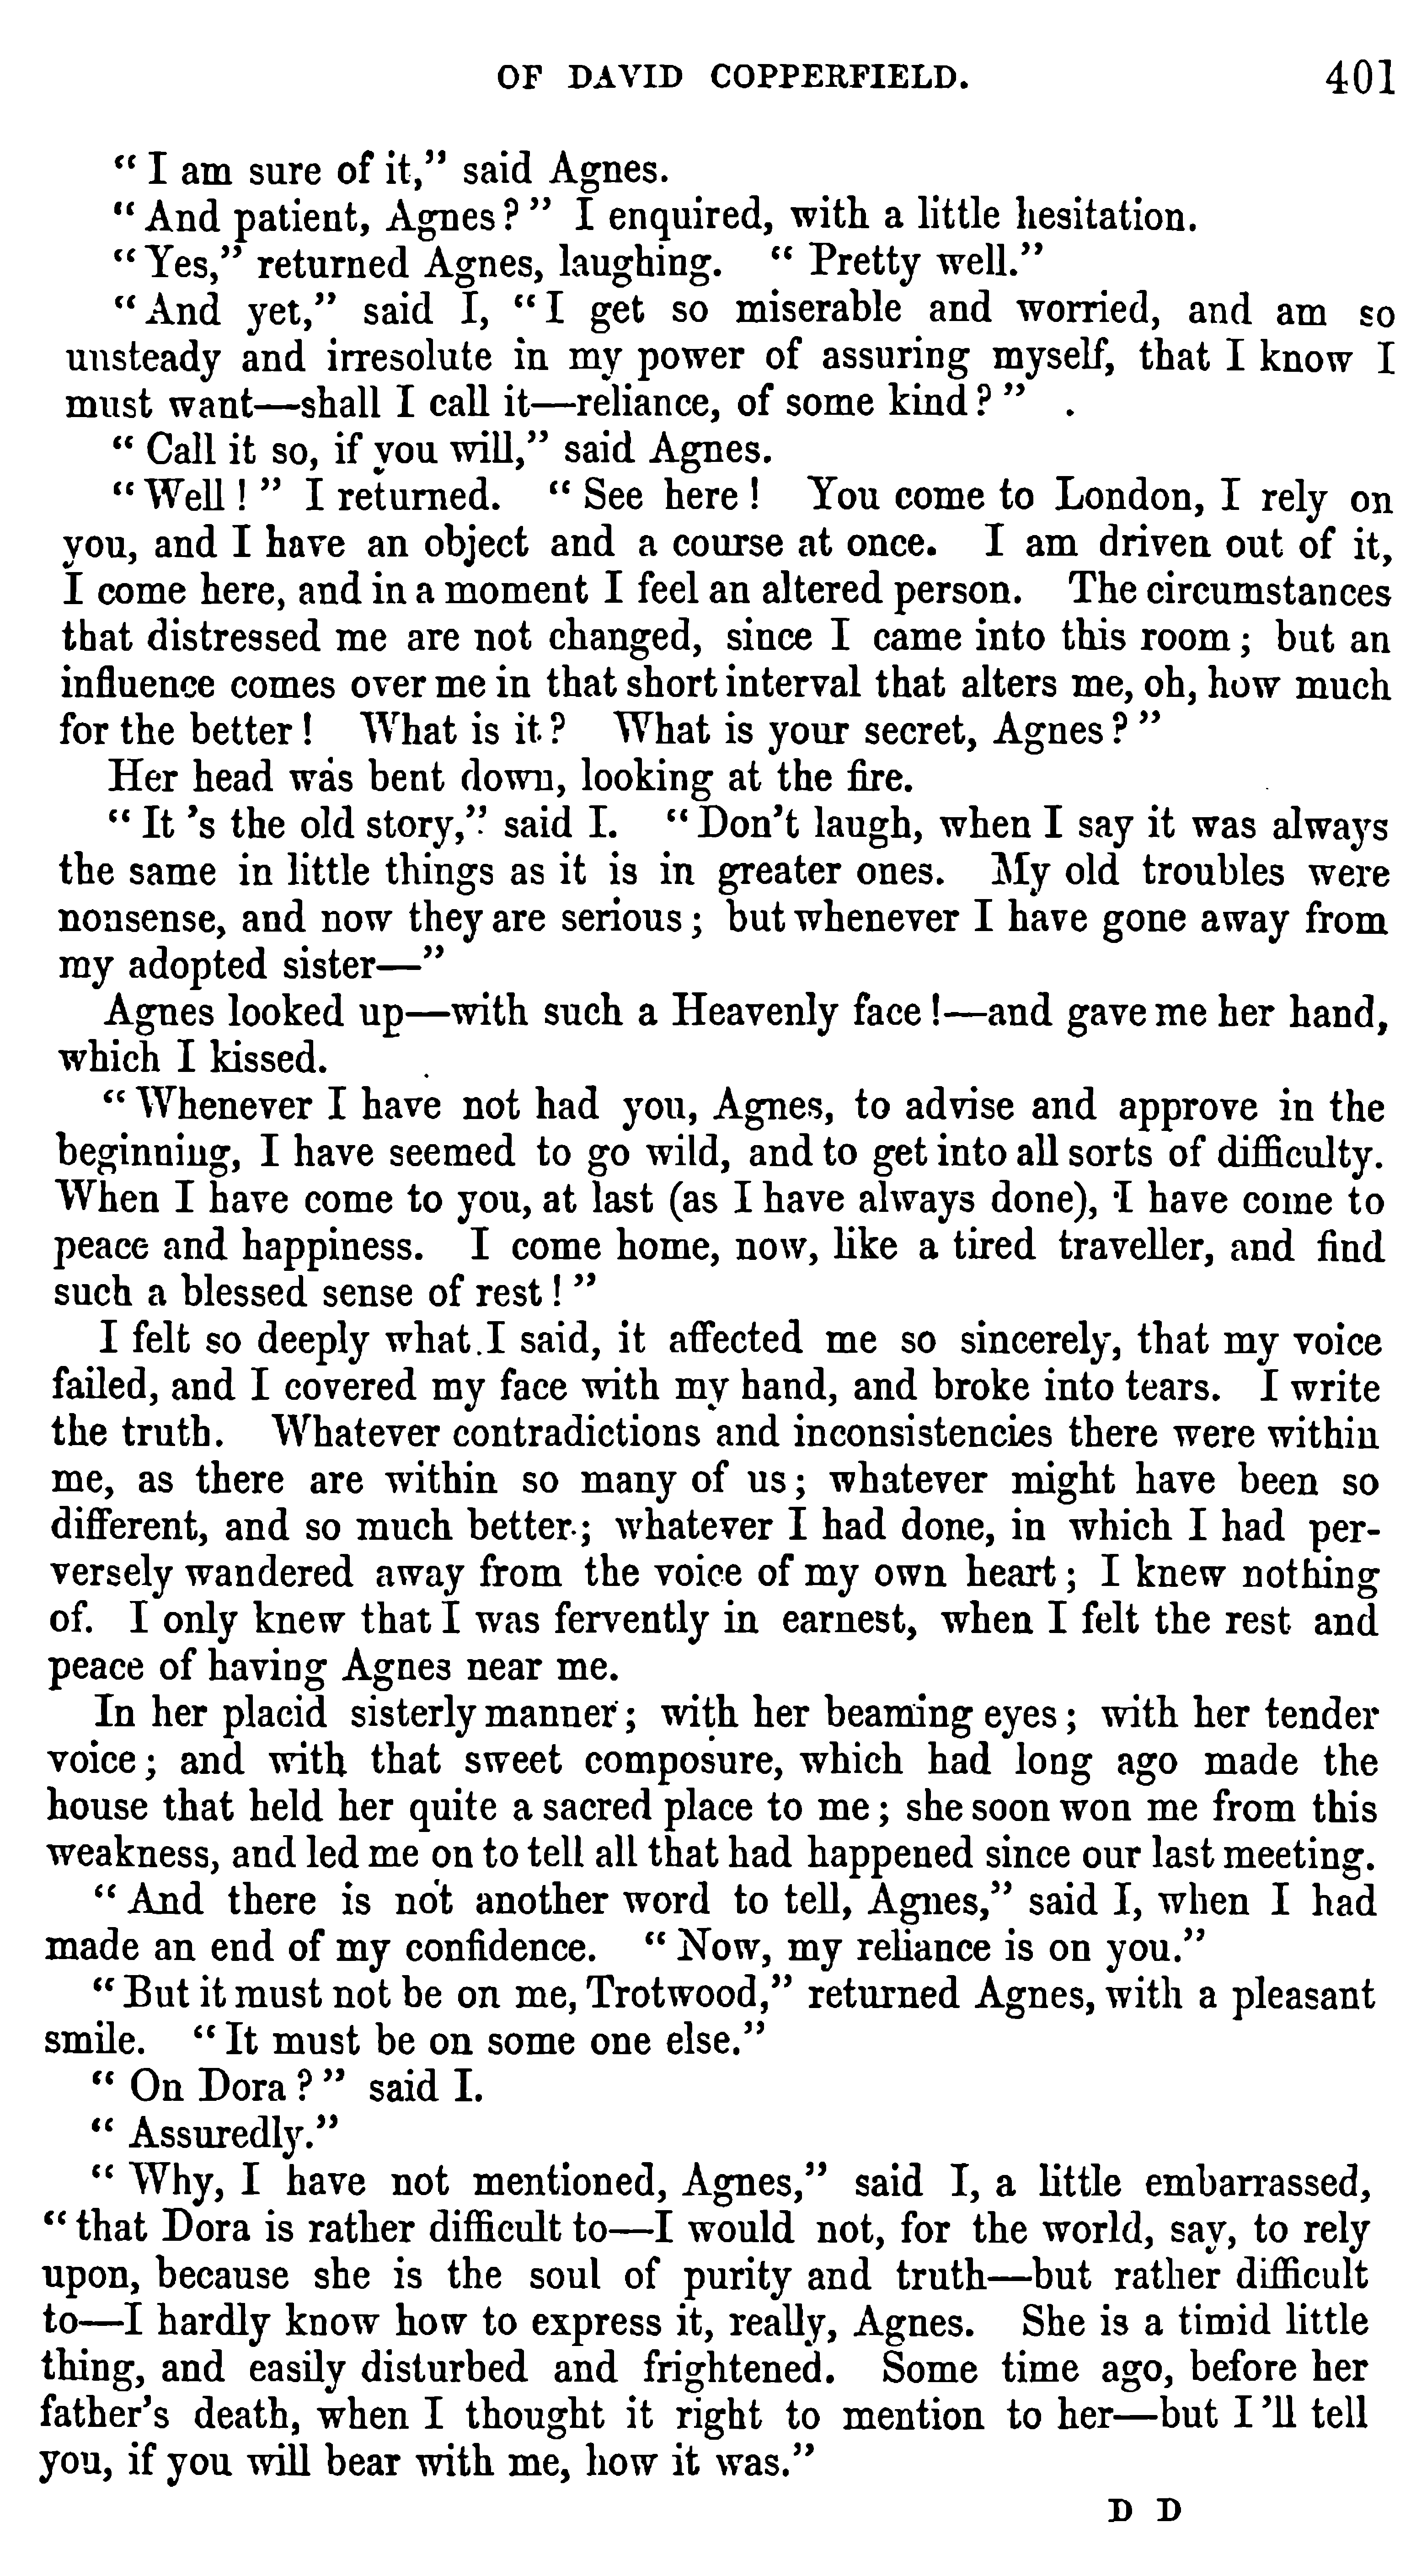 OF DAVID COPPERFIELD. 401
“ I am sure of it,” said Agnes.
“ And patient, Agnes ? ” I enquired, with a little hesitation.
“ Yes,” returned Agnes, laughing. “ Pretty well.”
“ And yet,” said I, “ I get so miserable and worried, and am so
unsteady and irresolute in my power of assuring myself, that I know I
must want—shall I call it—reliance, of some kind ? ”
“ Call it so, if you will,” said Agnes.
“ Well ! ” I returned. “ See here ! You come to London, I rely on
you, and I have an object and a course at once. I am driven out of it,
I come here, and in a moment I feel an altered person. The circumstances
that distressed me are not changed, since I came into this room ; but an
influence comes over me in that short interval that alters me, oh, how much
for the better ! What is it ? What is your secret, Agnes ? ”
Her head was bent down, looking at the fire.
“ It ’s the old story,” said I. “ Don’t laugh, when I say it was always
the same in little things as it is in greater ones. My old troubles were
nonsense, and now they are serious ; but whenever I have gone away from
my adopted sister—”
Agnes looked up—with such a Heavenly face !—and gave me her hand,
which I kissed.
“ Whenever I have not had you, Agnes, to advise and approve in the
beginning, I have seemed to go wild, and to get into all sorts of difficulty.
When I have come to you, at last (as I have always done), I have come to
peace and happiness. I come home, now, like a tired traveller, and find
such a blessed sense of rest ! ”
I felt so deeply what I said, it affected me so sincerely, that my voice
failed, and I covered my face with my hand, and broke into tears. I write
the truth. Whatever contradictions and inconsistencies there were within
me, as there are within so many of us ; whatever might have been so
different, and so much better ; whatever I had done, in which I had per-
versely wandered away from the voice of my own heart ; I knew nothing
of. I only knew that I was fervently in earnest, when I felt the rest and
peace of having Agnes near me.
In her placid sisterly manner ; with her beaming eyes ; with her tender
voice ; and with that sweet composure, which had long ago made the
house that held her quite a sacred place to me ; she soon won me from this
weakness, and led me on to tell all that had happened since our last meeting.
“ And there is not another word to tell, Agnes,” said I, when I had
made an end of my confidence. “ Now, my reliance is on you.”
“ But it must not be on me, Trotwood,” returned Agnes, with a pleasant
smile. “ It must be on some one else.”
“ On Dora ? ” said I.
“ Assuredly.”
“ Why, I have not mentioned, Agnes,” said I, a little embarrassed,
“ that Dora is rather difficult to—I would not, for the world, say, to rely
upon, because she is the soul of purity and truth—but rather difficult
to—I hardly know how to express it, really, Agnes. She is a timid little
thing, and easily disturbed and frightened. Some time ago, before her
father’s death, when I thought it right to mention to her—but I ’ll tell
you, if you will bear with me, how it was.”
D D